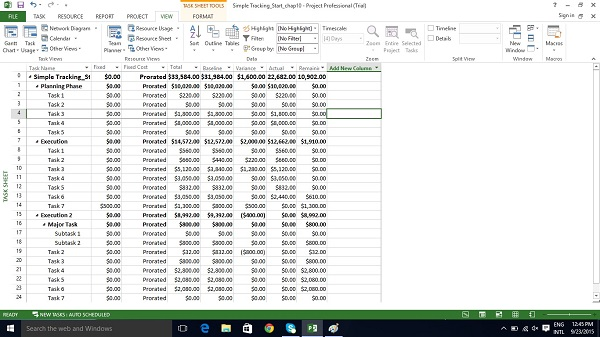 TASK SHEET TOOLS
Simple Tracking_Start_chap10 - Project Professional (Trial)
FILE TASK RESOURCE REPORT PROJECT VIEW FORMAT
Sign in
Gantt Chart Task Usage
Network Diagram
Calendar
Other Views
Task Views
Team Planner
Resource Usage
Resource Sheet
Other Views
Resource Views
Sort Outline Tables
Highlight: [No Highlight]
Filter: [No Filter]
Group by: [No Group]
Data
Timescale:
[4] Days
Zoom Entire Project Selected Tasks
Zoom
Timeline
Details
Split View
New Window
Window
Macros
Macros
Task Name Fixed Fixed Cost Total Baseline Variance Actual Remaini Add New Column
0 Simple Tracking_St $0.00 Prorated $33,584.00 $31,984.00 $1,600.00 22,682.00 10,902.00
1 Planning Phase $0.00 Prorated $10,020.00 $10,020.00 $0.00 $10,020.00 $0.00
2 Task 1 $0.00 Prorated $220.00 $220.00 $0.00 $220.00 $0.00
3 Task 2 $0.00 Prorated $0.00 $0.00 $0.00 $0.00 $0.00
4 Task 3 $0.00 Prorated $1,800.00 $1,800.00 $0.00 $1,800.00 $0.00
5 Task 4 $0.00 Prorated $8,000.00 $8,000.00 $0.00 $8,000.00 $0.00
6 Task 5 $0.00 Prorated $0.00 $0.00 $0.00 $0.00 $0.00
7 Execution $0.00 Prorated $14,572.00 $12,572.00 $2,000.00 $12,662.00 $1,910.00
8 Task 1 $0.00 Prorated $560.00 $560.00 $0.00 $560.00 $0.00
9 Task 2 $0.00 Prorated $660.00 $440.00 $220.00 $660.00 $0.00
10 Task 3 $0.00 Prorated $5,120.00 $3,840.00 $1,280.00 $5,120.00 $0.00
11 Task 4 $0.00 Prorated $3,050.00 $3,050.00 $0.00 $3,050.00 $0.00
12 Task 5 $0.00 Prorated $832.00 $832.00 $0.00 $832.00 $0.00
13 Task 6 $0.00 Prorated $3,050.00 $3,050.00 $0.00 $2,440.00 $610.00
14 Task 7 $500.00 Prorated $1,300.00 $800.00 $500.00 $0.00 $1,300.00
15 Execution 2 $0.00 Prorated $8,992.00 $9,392.00 ($400.00) $0.00 $8,992.00
16 Major Task $0.00 Prorated $800.00 $800.00 $0.00 $0.00 $800.00
17 Subtask 1 $0.00 Prorated $0.00 $0.00 $0.00 $0.00 $0.00
18 Subtask 2 $0.00 Prorated $800.00 $800.00 $0.00 $0.00 $800.00
19 Task 2 $0.00 Prorated $32.00 $832.00 ($800.00) $0.00 $32.00
20 Task 3 $0.00 Prorated $800.00 $800.00 $0.00 $0.00 $800.00
21 Task 4 $0.00 Prorated $2,800.00 $2,800.00 $0.00 $0.00 $2,800.00
22 Task 5 $0.00 Prorated $2,080.00 $2,080.00 $0.00 $0.00 $2,080.00
23 Task 6 $0.00 Prorated $2,080.00 $2,080.00 $0.00 $0.00 $2,080.00
24 Task 7 $0.00 Prorated $0.00 $0.00 $0.00 $0.00 $0.00
TASK SHEET
READY NEW TASKS : AUTO SCHEDULED
Search the web and Windows
ENG INTL
12:45 PM
9/23/2015